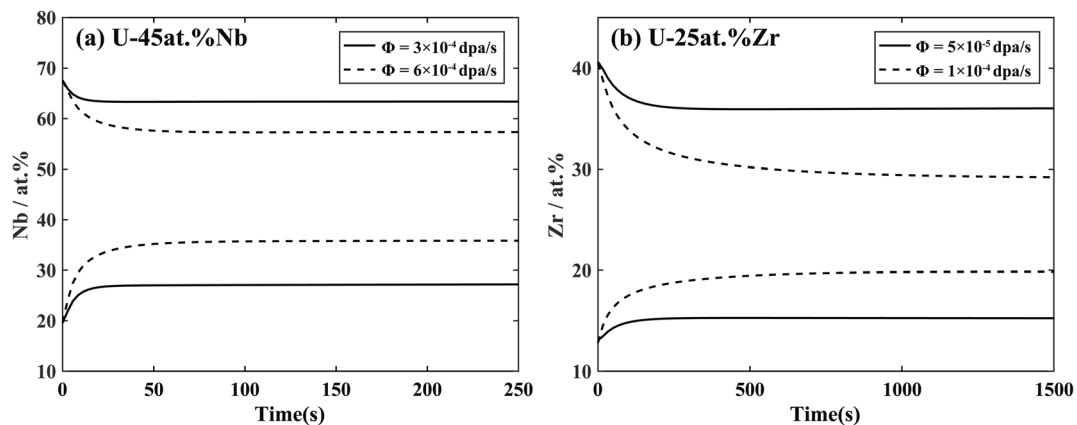 (a) U-45at.%Nb
Φ = 3×10⁻⁴ dpa/s
Φ = 6×10⁻⁴ dpa/s
Nb / at.%
80
70
60
50
40
30
20
10
0
50
100
150
200
250
Time(s)
(b) U-25at.%Zr
Φ = 5×10⁻⁵ dpa/s
Φ = 1×10⁻⁴ dpa/s
Zr / at.%
40
30
20
10
0
500
1000
1500
Time(s)